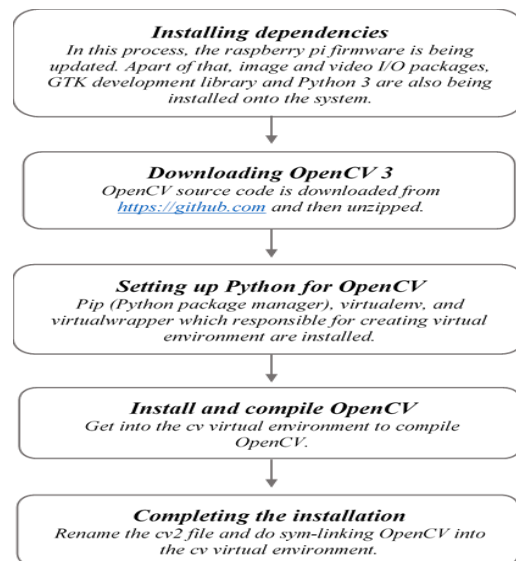 Installing dependencies
In this process, the raspberry pi firmware is being
updated. Apart of that, image and video I/O packages,
GTK development library and Python 3 are also being
installed onto the system.
Downloading OpenCV 3
OpenCV source code is downloaded from
https://github.com and then unzipped.
Setting up Python for OpenCV
Pip (Python package manager), virtualenv, and
virtualwrapper which responsible for creating virtual
environment are installed.
Install and compile OpenCV
Get into the cv virtual environment to compile
OpenCV.
Completing the installation
Rename the cv2 file and do sym-linking OpenCV into
the cv virtual environment.